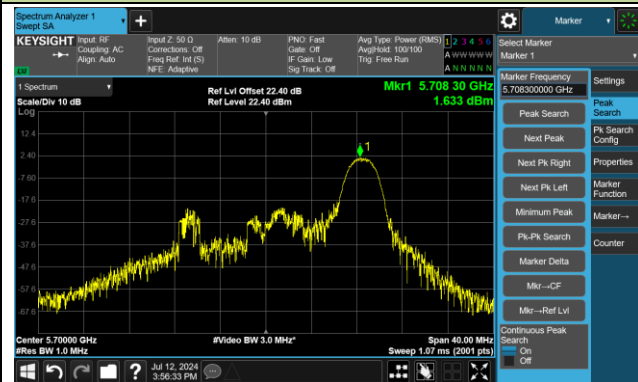 Spectrum Analyzer 1
Swept SA
+
Marker
KEYSIGHT
Input: RF
Coupling: AC
Align: Auto
Input Z: 50 Ω
Corrections: Off
Freq Ref: Int (S)
NFE: Adaptive
Atten: 10 dB
PNO: Fast
Gate: Off
IF Gain: Low
Sig Track: Off
Avg Type: Power (RMS)
Avg|Hold: 100/100
Trig: Free Run
1 2 3 4 5 6
A W W W W W
A N N N N N
Select Marker
Marker 1
LXI
1 Spectrum
Scale/Div 10 dB
Log
Ref Lvl Offset 22.40 dB
Ref Level 22.40 dBm
Mkr1 5.708 30 GHz
1.633 dBm
12.4
2.40
-7.60
-17.6
-27.6
-37.6
-47.6
-57.6
-67.6
1
Center 5.70000 GHz
#Res BW 1.0 MHz
#Video BW 3.0 MHz*
Span 40.00 MHz
Sweep 1.07 ms (2001 pts)
Marker Frequency
5.708300000 GHz
Peak Search
Next Peak
Next Pk Right
Next Pk Left
Minimum Peak
Pk-Pk Search
Marker Delta
Mkr→CF
Mkr→Ref Lvl
Continuous Peak
Search
On
Off
Settings
Peak
Search
Pk Search
Config
Properties
Marker
Function
Marker→
Counter
?
Jul 12, 2024
3:56:33 PM